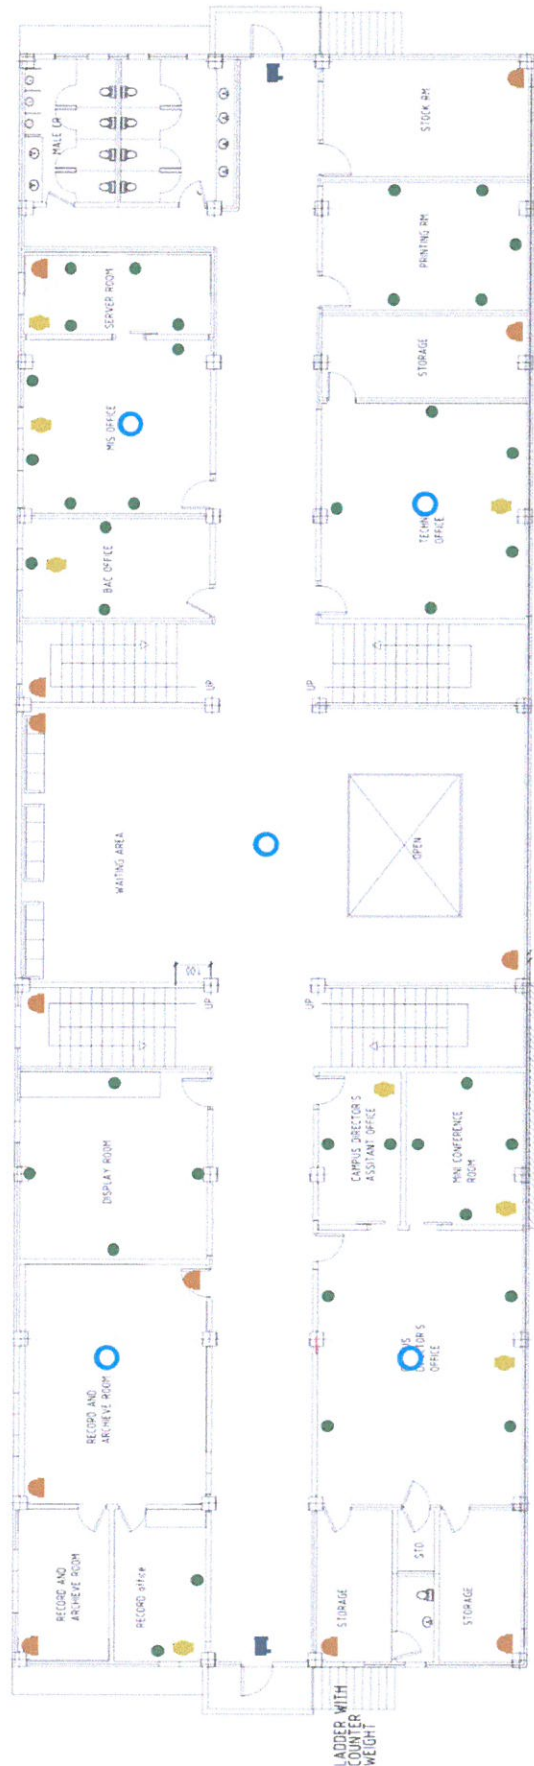 MALE CR
STOCK RM.
PRINTING RM.
SERVER ROOM
STORAGE
MIS OFFICE
TECHN
OFFICE
BAC OFFICE
UP
UP
WAITING AREA
OPEN
UP
UP
DISPLAY ROOM
CAMPUS DIRECTOR'S
ASSITANT OFFICE
MINI CONFERENCE
ROOM
RECORD AND
ARCHIEVE ROOM
OFFICE
RECORD AND
ARCHIEVE ROOM
RECORD office
STORAGE
STO.
STORAGE
LADDER WITH
COUNTER
WEIGHT